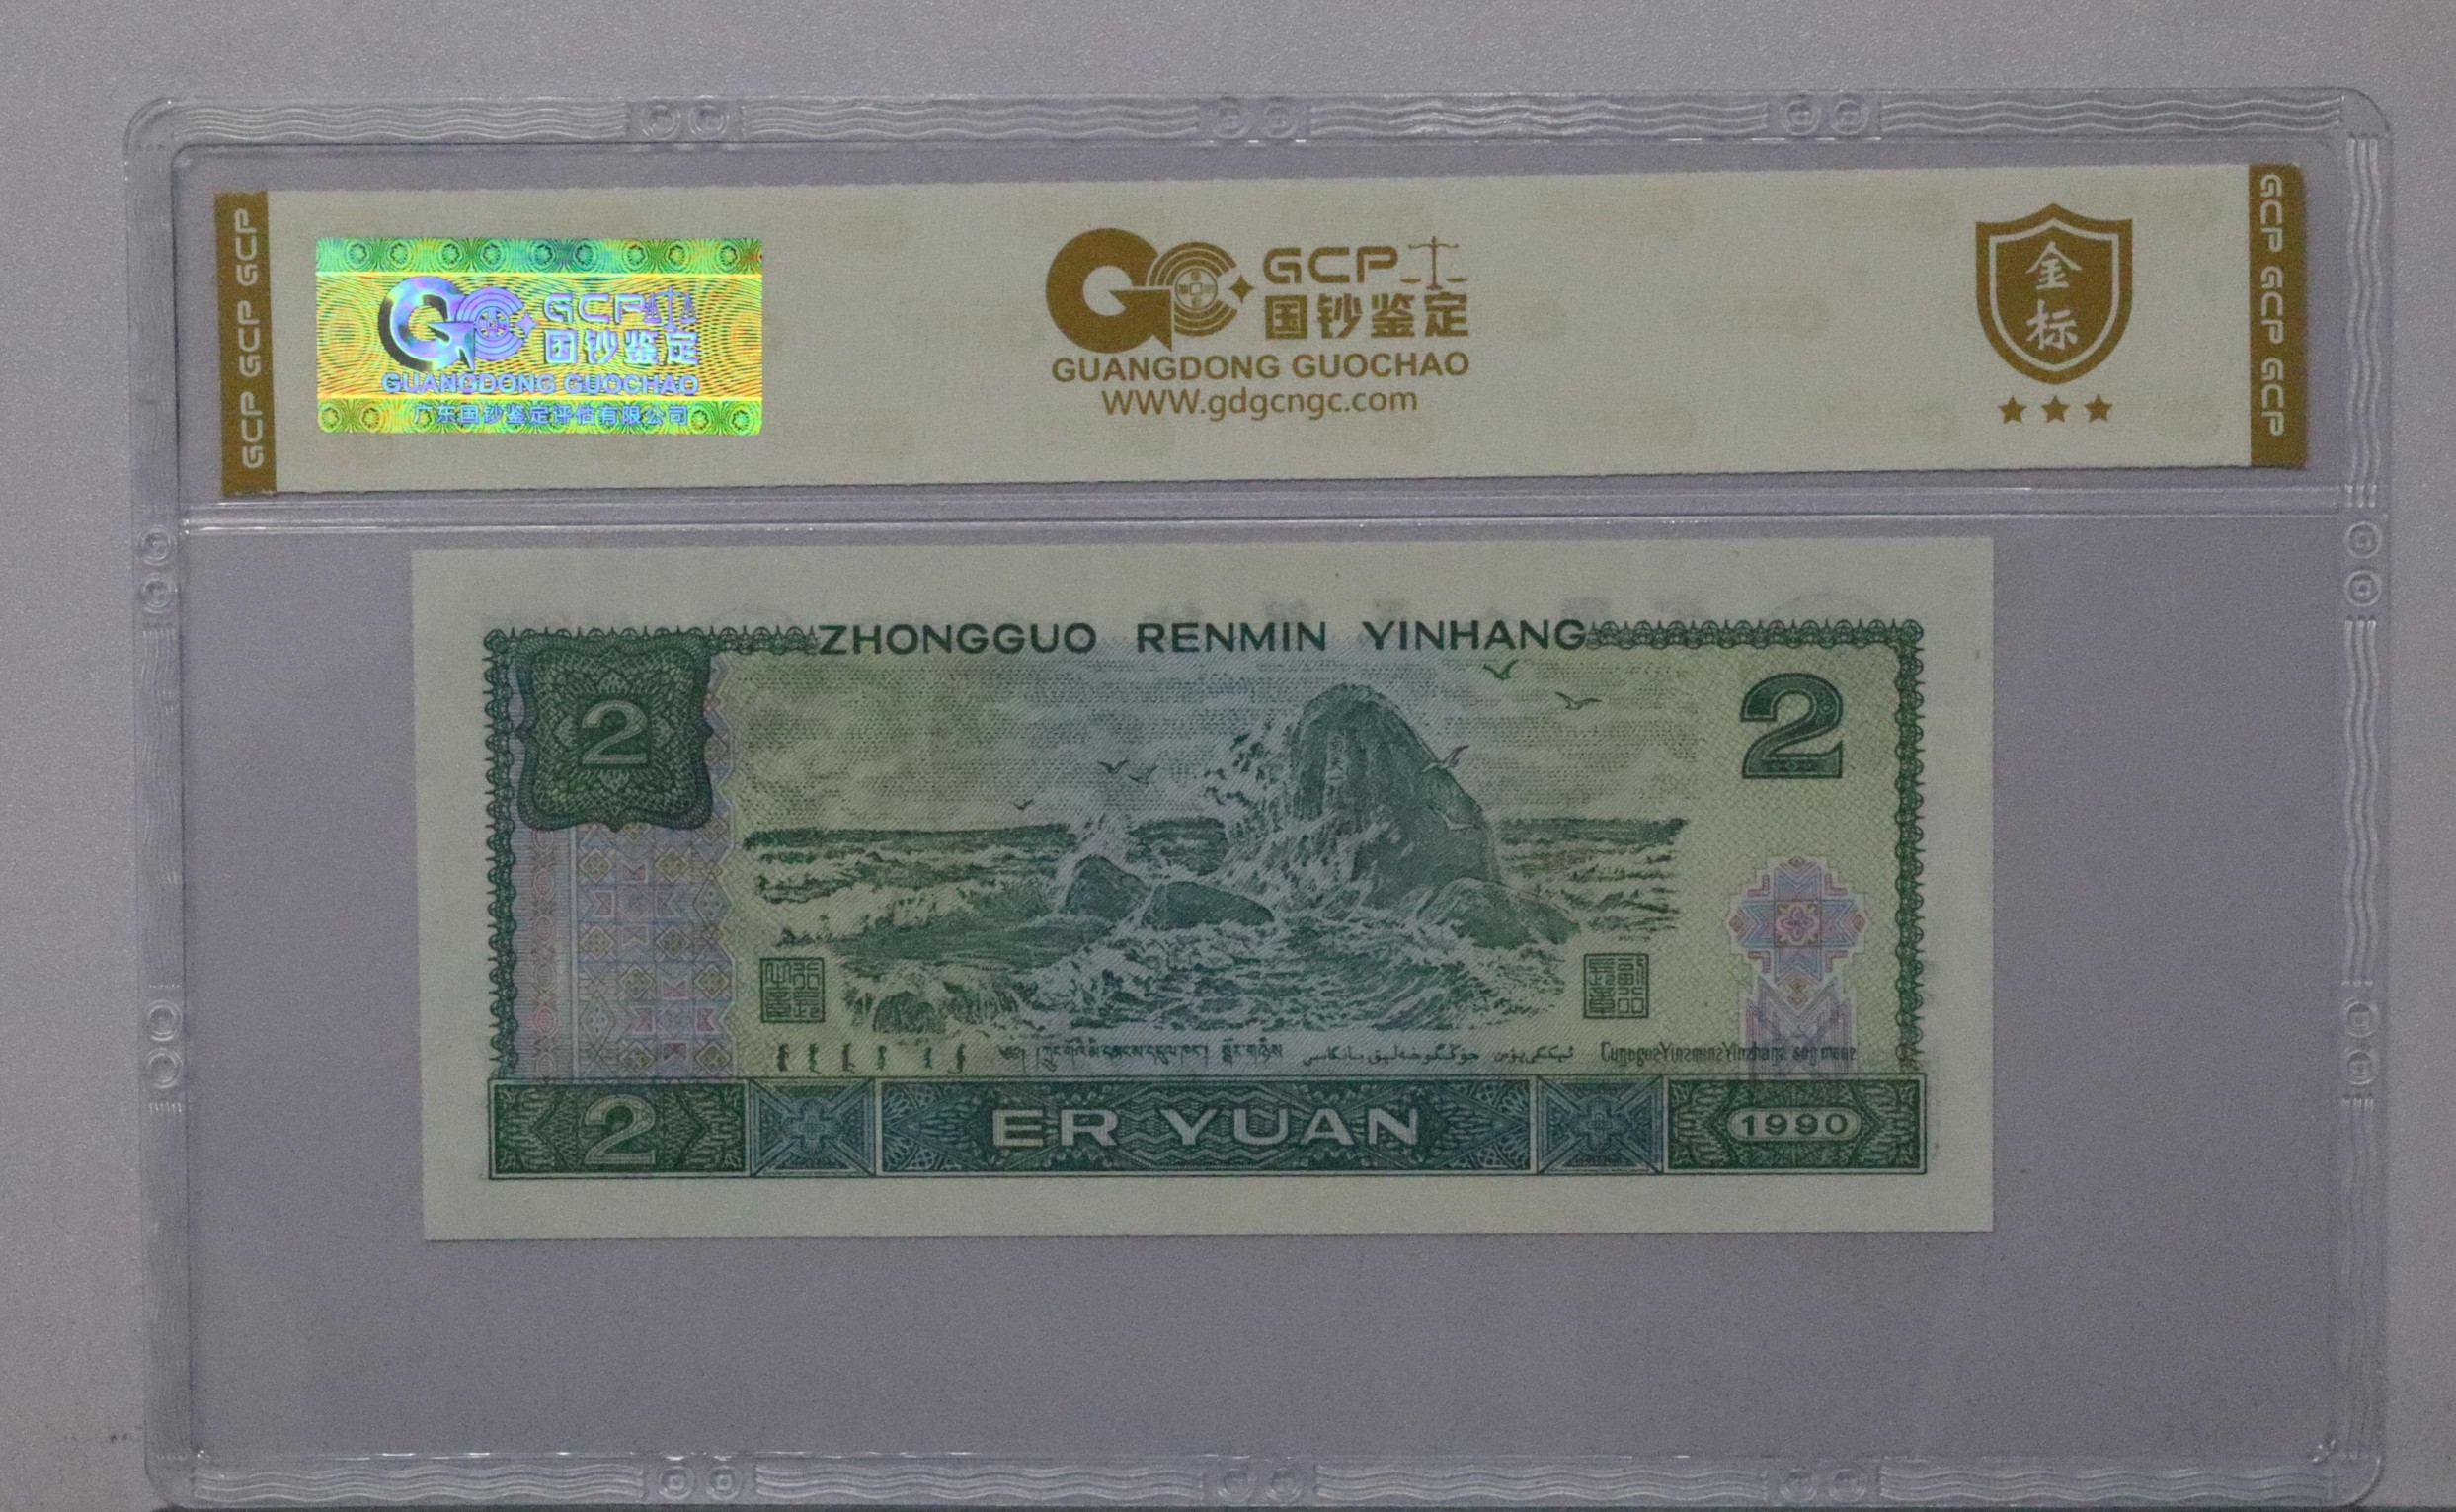 GCP GCP GCP
GCP
国钞鉴定
GUANGDONG GUOCHAO
广东国钞鉴定评估有限公司
GCP
国钞鉴定
GUANGDONG GUOCHAO
WWW.gdgcngc.com
金
标
GCP GCP GCP
ZHONGGUO RENMIN YINHANG
2
2
2
ER YUAN
1990